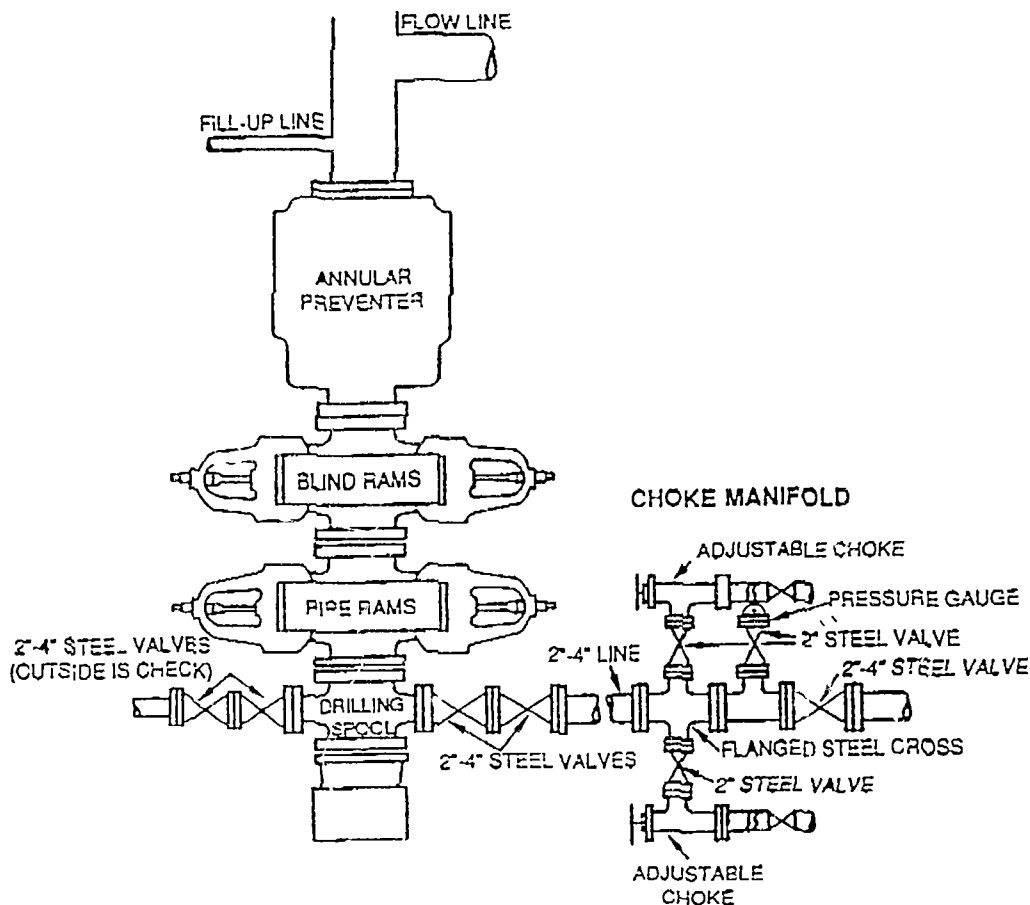 FLOW LINE
FILL-UP LINE
ANNULAR
PREVENTER
BLIND RAMS
CHOKE MANIFOLD
ADJUSTABLE CHOKE
PIPE RAMS
PRESSURE GAUGE
2"-4" STEEL VALVES
(OUTSIDE IS CHECK)
2"-4" LINE
2" STEEL VALVE
2"-4" STEEL VALVE
DRILLING
SPOOL
2"-4" STEEL VALVES
FLANGED STEEL CROSS
2" STEEL VALVE
ADJUSTABLE
CHOKE